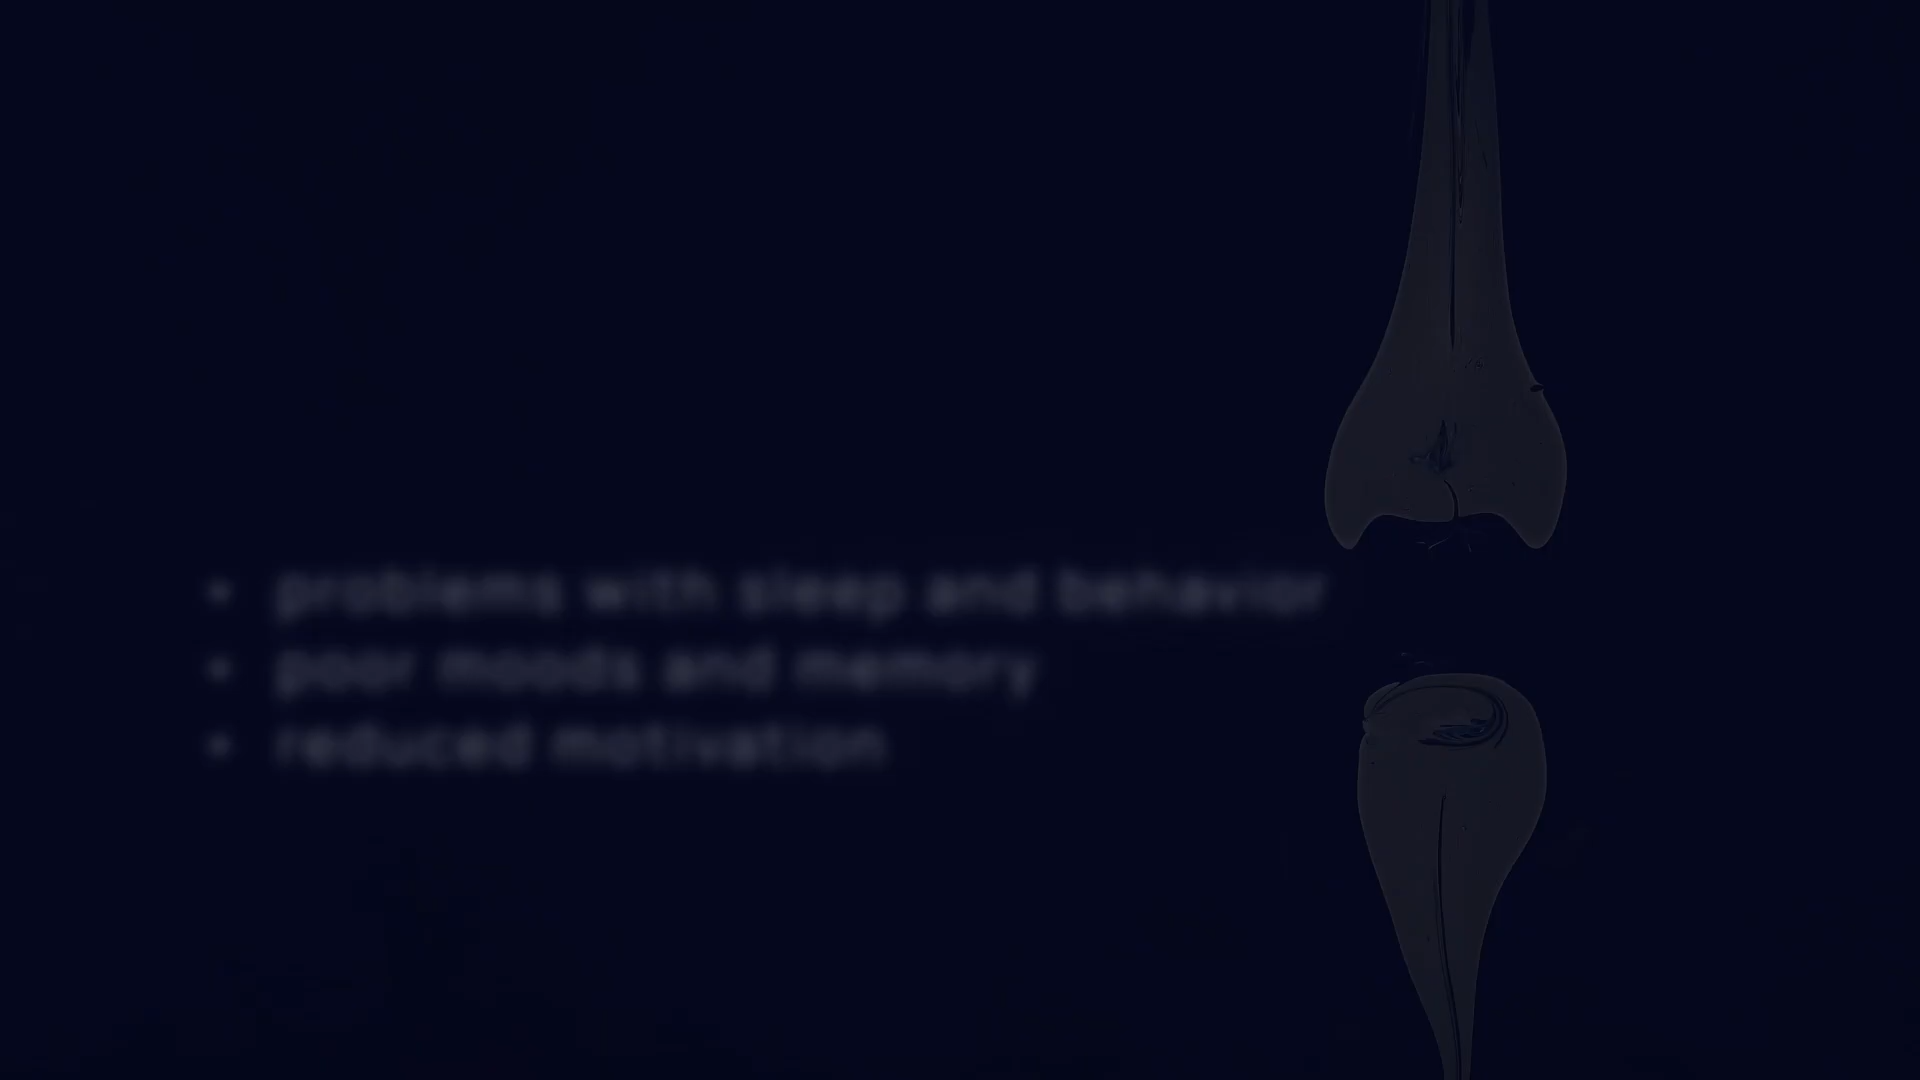 • problems with sleep and behavior
• poor moods and memory
• reduced motivation